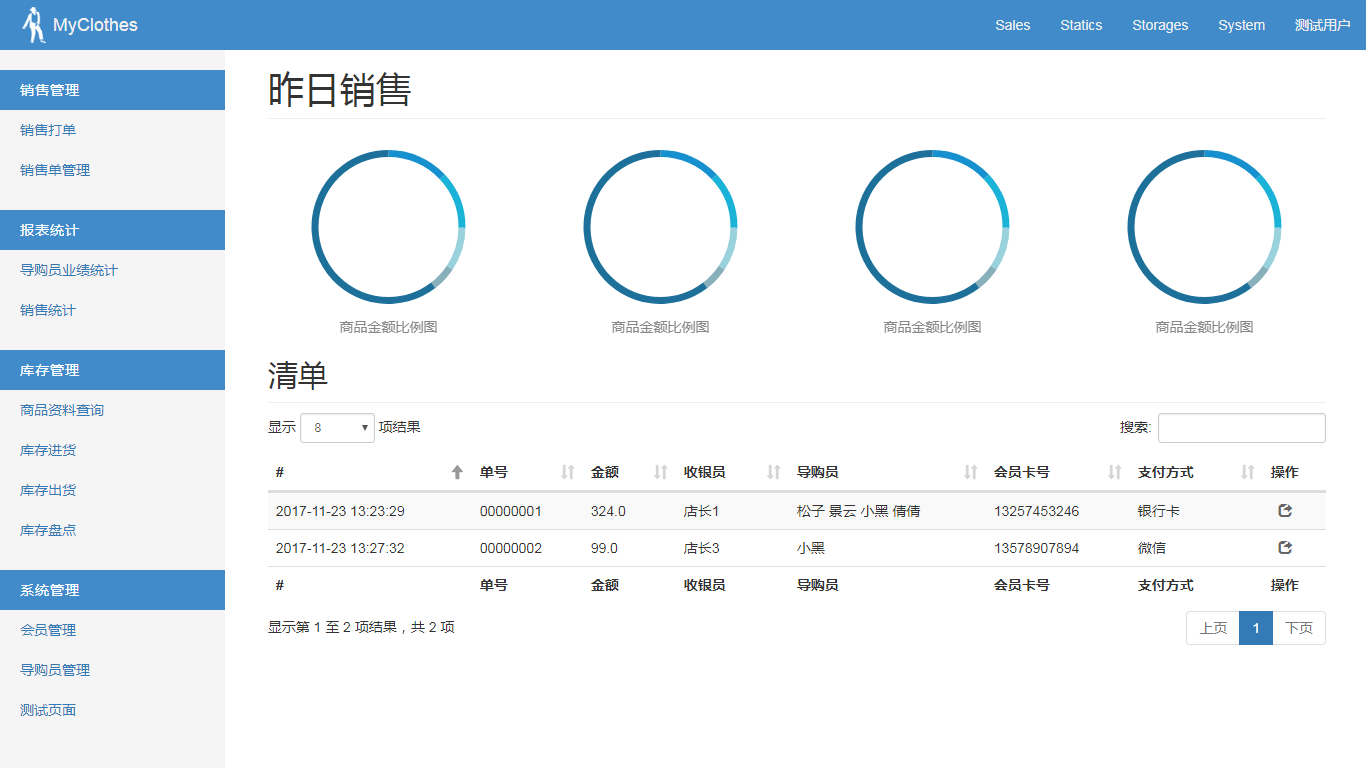 MyClothes
Sales Statics Storages System 测试用户
销售管理
销售打单
销售单管理
报表统计
导购员业绩统计
销售统计
库存管理
商品资料查询
库存进货
库存出货
库存盘点
系统管理
会员管理
导购员管理
测试页面
昨日销售
商品金额比例图 商品金额比例图 商品金额比例图 商品金额比例图
清单
显示 8 项结果 搜索:
# 单号 金额 收银员 导购员 会员卡号 支付方式 操作
2017-11-23 13:23:29 00000001 324.0 店长1 松子 景云 小黑 倩倩 13257453246 银行卡
2017-11-23 13:27:32 00000002 99.0 店长3 小黑 13578907894 微信
# 单号 金额 收银员 导购员 会员卡号 支付方式 操作
显示第 1 至 2 项结果，共 2 项 上页 1 下页